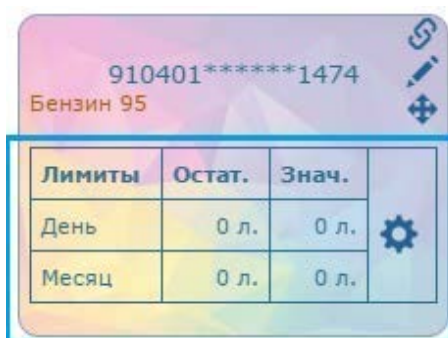 910401******1474
Бензин 95
Лимиты Остат. Знач.
День 0 л. 0 л.
Месяц 0 л. 0 л.